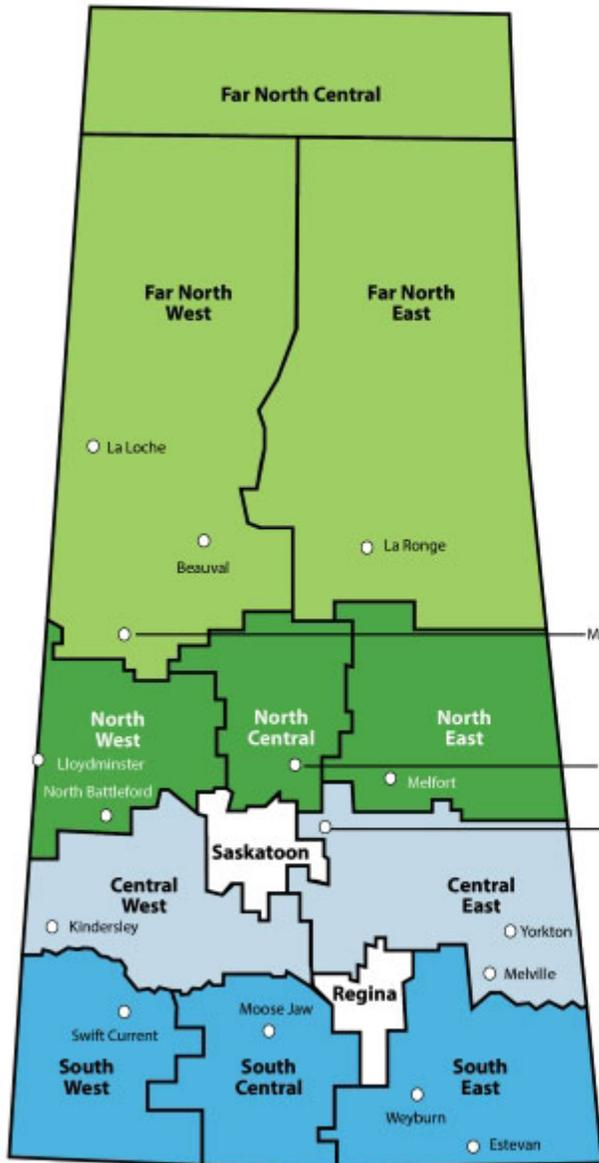 Far North Central
Far North
West
Far North
East
La Loche
Beauval
La Ronge
M
North
West
North
Central
North
East
Lloydminster
Melfort
North Battleford
Saskatoon
Central
West
Central
East
Kindersley
Yorkton
Melville
Regina
Moose Jaw
Swift Current
South
West
South
Central
South
East
Weyburn
Estevan